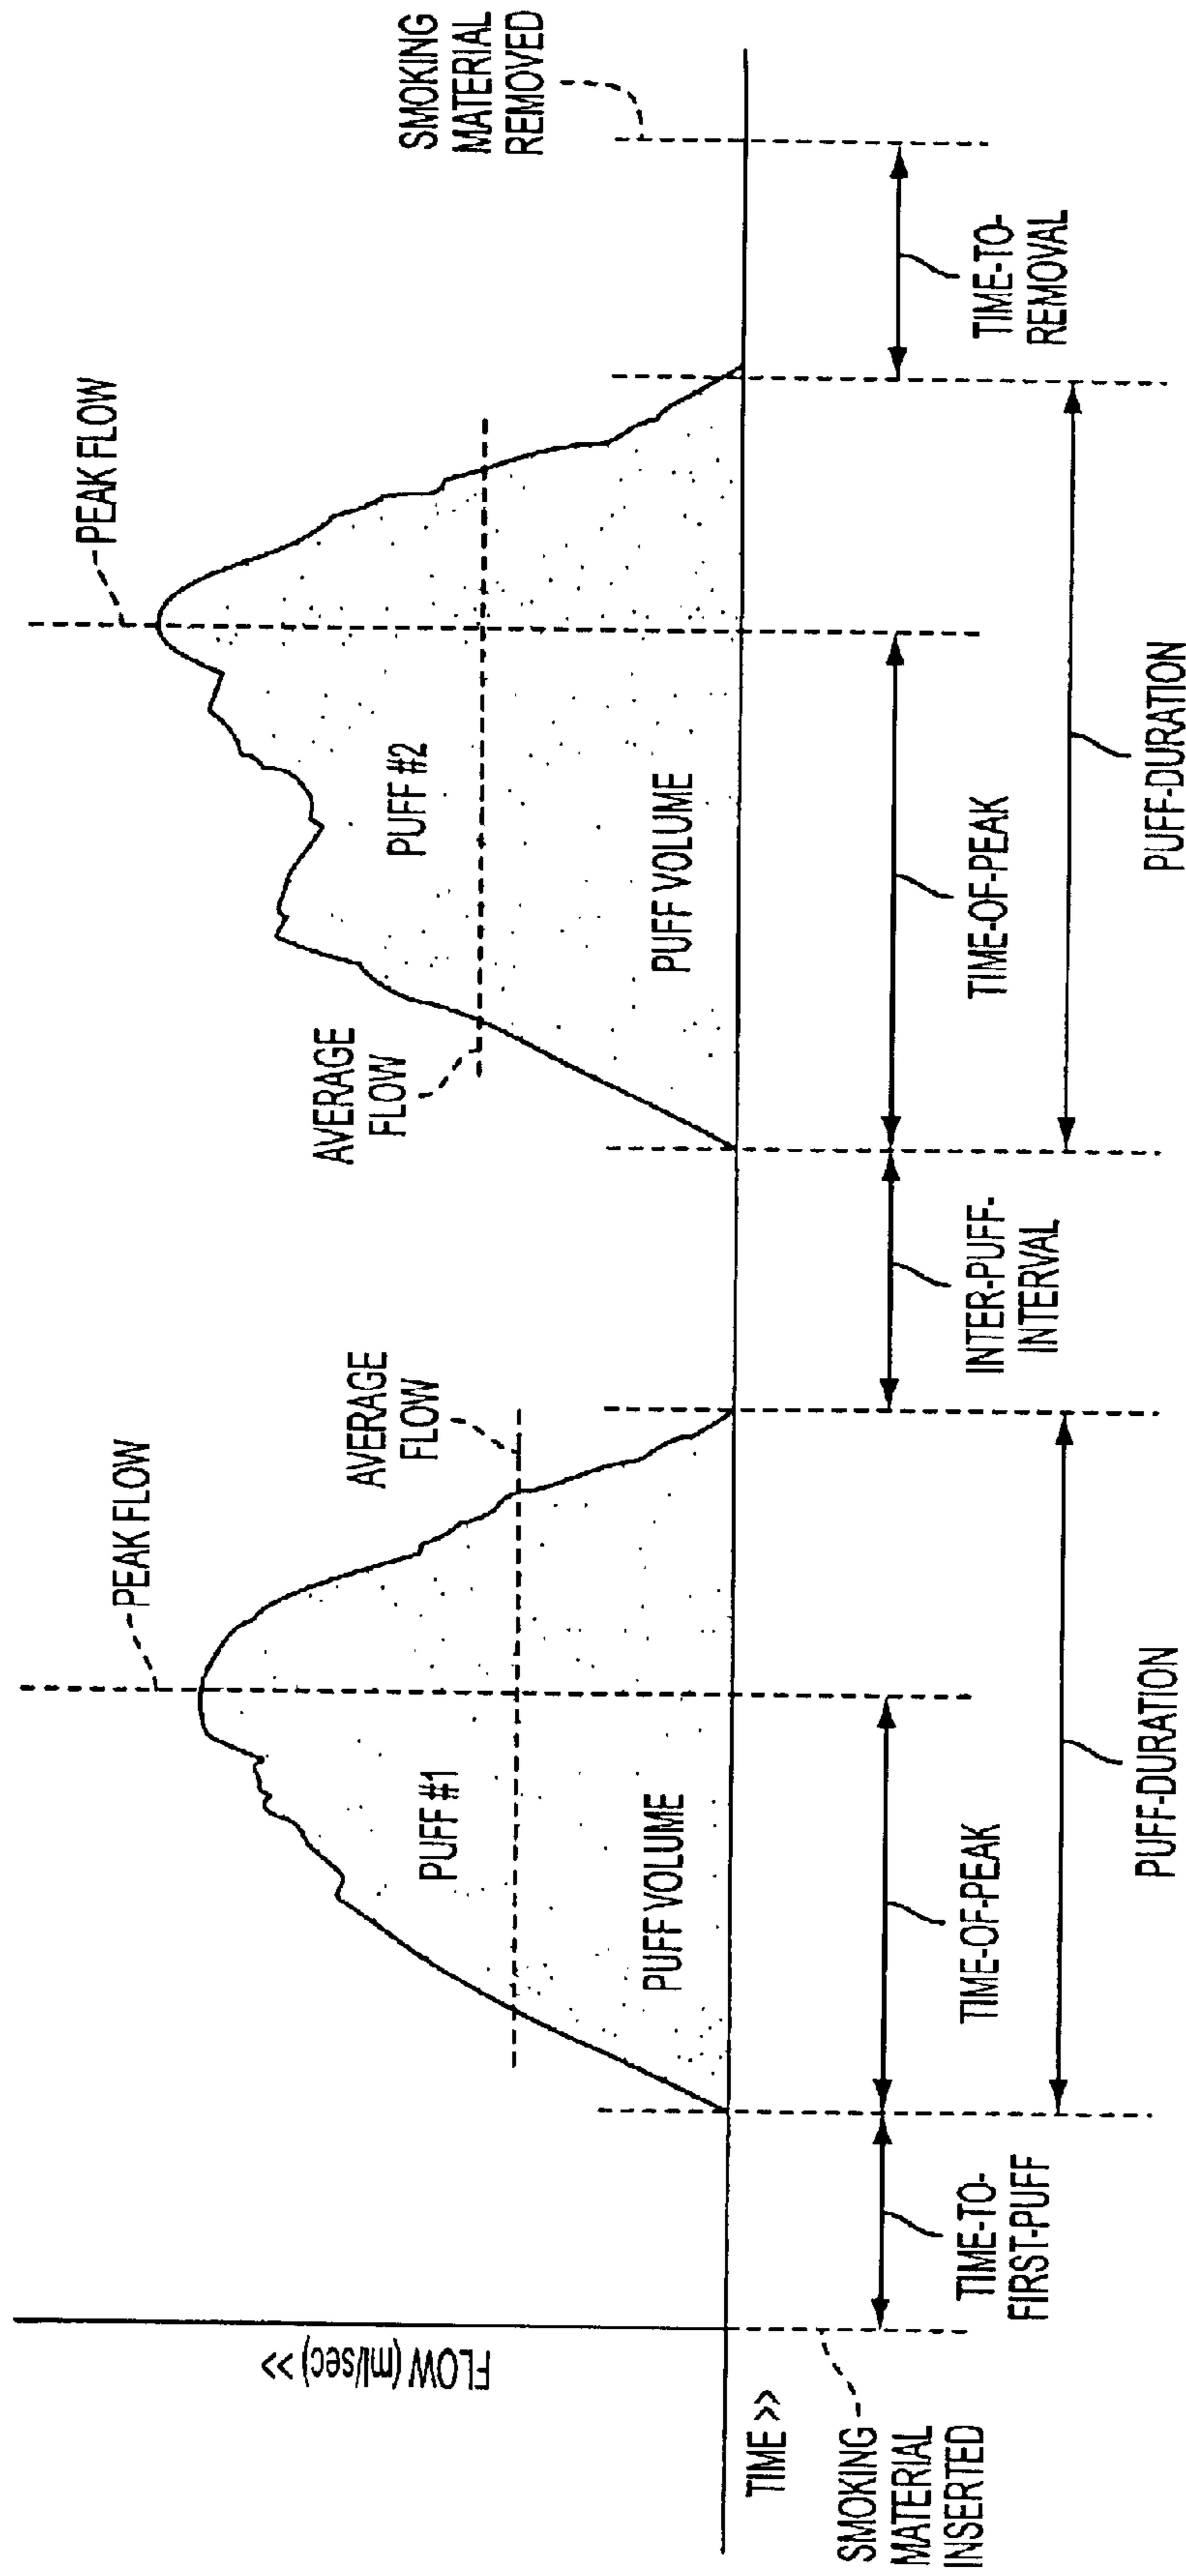 FLOW (ml/sec) >>
TIME >>
SMOKING
MATERIAL
INSERTED
TIME-TO-
FIRST-PUFF
PEAK FLOW
AVERAGE
FLOW
PUFF #1
PUFF VOLUME
TIME-OF-PEAK
PUFF-DURATION
INTER-PUFF-
INTERVAL
PEAK FLOW
AVERAGE
FLOW
PUFF #2
PUFF VOLUME
TIME-OF-PEAK
PUFF-DURATION
SMOKING
MATERIAL
REMOVED
TIME-TO-
REMOVAL